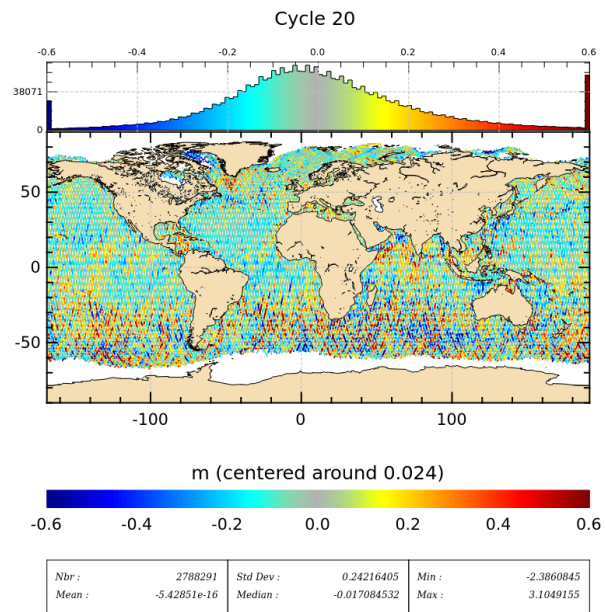 Cycle 20
-0.6 -0.4 -0.2 0.0 0.2 0.4 0.6
38071
0
50
0
-50
-100 0 100
m (centered around 0.024)
-0.6 -0.4 -0.2 0.0 0.2 0.4 0.6
Nbr : 2788291 Std Dev : 0.24216405 Min : -2.3860845
Mean : -5.42851e-16 Median : -0.017084532 Max : 3.1049155